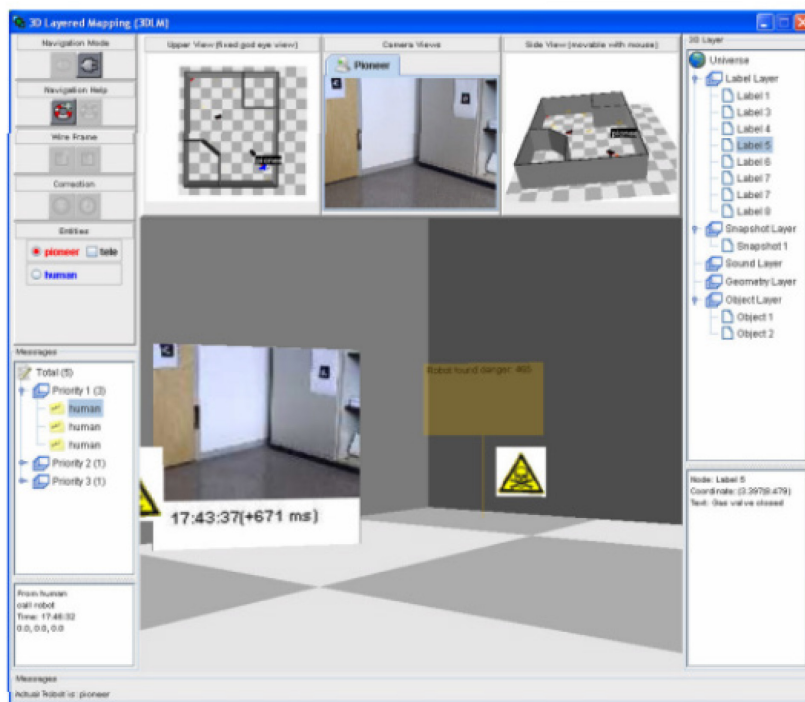 3D Layered Mapping (3DLM)
Navigation Mode
Navigation Help
Wire Frame
Correction
Entities
pioneer
tele
human
Upper View (fixed god eye view)
Camera Views
Side View (movable with mouse)
Pioneer
pionee
pionee
3D Layer
Universe
Label Layer
Label 1
Label 3
Label 4
Label 5
Label 6
Label 7
Label 7
Label 8
Snapshot Layer
Snapshot 1
Sound Layer
Geometry Layer
Object Layer
Object 1
Object 2
Messages
Total (5)
Priority 1 (3)
human
human
human
Priority 2 (1)
Priority 3 (1)
Robot found danger: 465
17:43:37(+671 ms)
Node: Label 5
Coordinate: (3.397|8.479)
Text: Gas valve closed
From human
call robot
Time: 17:46:32
0.0, 0.0, 0.0
Messages
Actual Robot is: pioneer